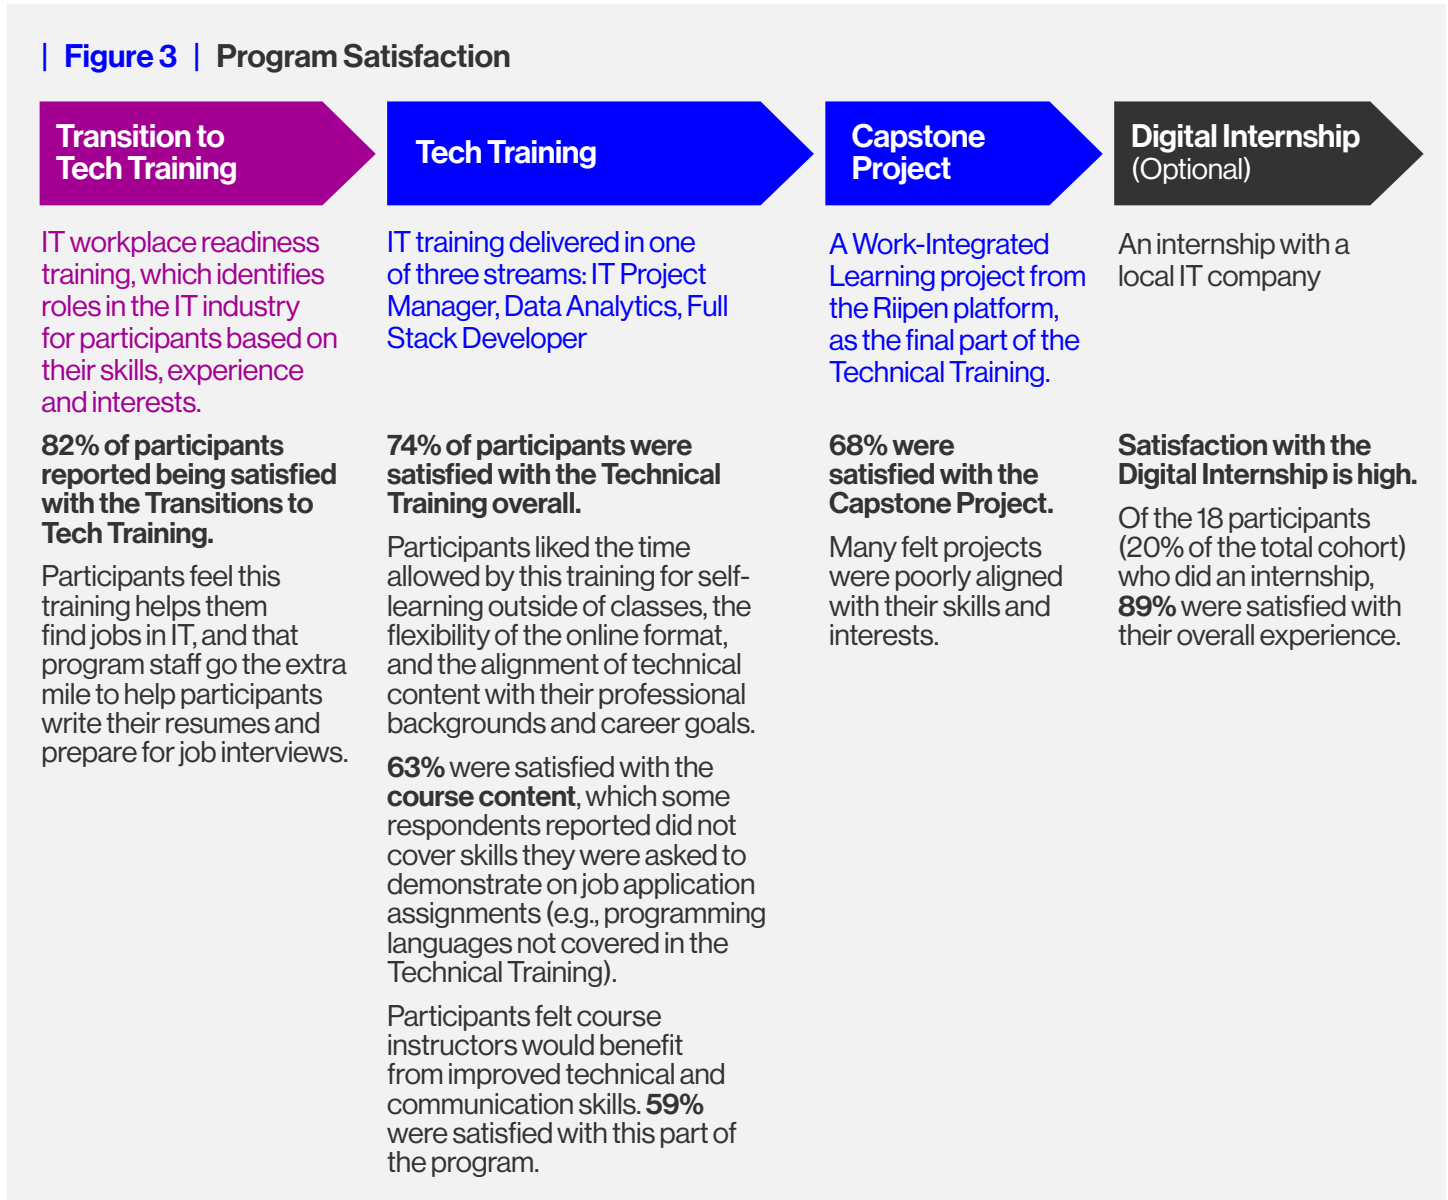 | Figure 3 | Program Satisfaction
Transition to
Tech Training
IT workplace readiness
training, which identifies
roles in the IT industry
for participants based on
their skills, experience
and interests.
82% of participants
reported being satisfied
with the Transitions to
Tech Training.
Participants feel this
training helps them
find jobs in IT, and that
program staff go the extra
mile to help participants
write their resumes and
prepare for job interviews.
Tech Training
IT training delivered in one
of three streams: IT Project
Manager, Data Analytics, Full
Stack Developer
74% of participants were
satisfied with the Technical
Training overall.
Participants liked the time
allowed by this training for self-
learning outside of classes, the
flexibility of the online format,
and the alignment of technical
content with their professional
backgrounds and career goals.
63% were satisfied with the
course content, which some
respondents reported did not
cover skills they were asked to
demonstrate on job application
assignments (e.g., programming
languages not covered in the
Technical Training).
Participants felt course
instructors would benefit
from improved technical and
communication skills. 59%
were satisfied with this part of
the program.
Capstone
Project
A Work-Integrated
Learning project from
the Riipen platform,
as the final part of the
Technical Training.
68% were
satisfied with the
Capstone Project.
Many felt projects
were poorly aligned
with their skills and
interests.
Digital Internship
(Optional)
An internship with a
local IT company
Satisfaction with the
Digital Internship is high.
Of the 18 participants
(20% of the total cohort)
who did an internship,
89% were satisfied with
their overall experience.